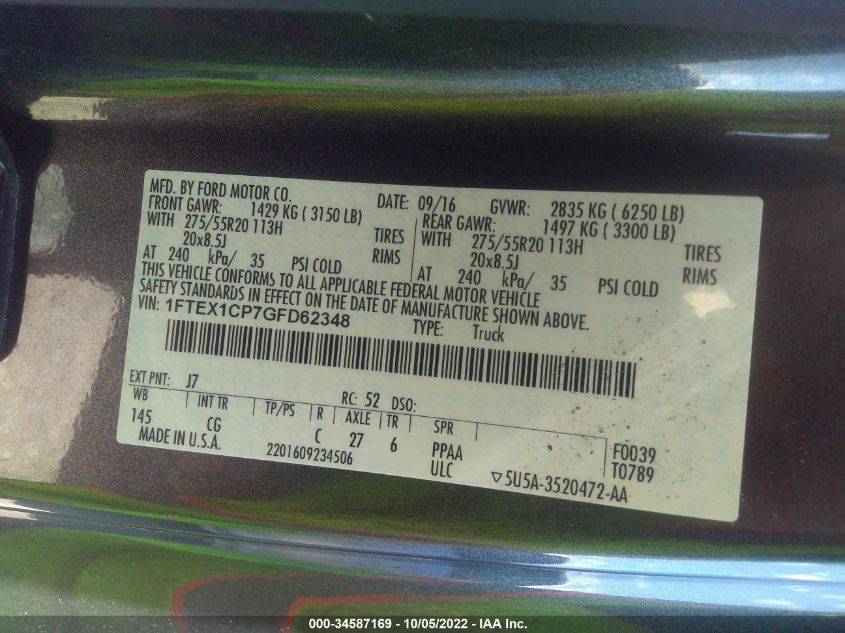 MFD. BY FORD MOTOR CO. DATE: 09/16 GVWR: 2835 KG ( 6250 LB)
FRONT GAWR: 1429 KG ( 3150 LB) REAR GAWR: 1497 KG ( 3300 LB)
WITH 275/55R20 113H TIRES WITH 275/55R20 113H TIRES
20x8.5J RIMS 20x8.5J RIMS
AT 240 kPa/ 35 PSI COLD AT 240 kPa/ 35 PSI COLD
THIS VEHICLE CONFORMS TO ALL APPLICABLE FEDERAL MOTOR VEHICLE
SAFETY STANDARDS IN EFFECT ON THE DATE OF MANUFACTURE SHOWN ABOVE.
VIN: 1FTEX1CP7GFD62348 TYPE: Truck
EXT PNT: J7 RC: 52 DSO:
WB INT TR TP/PS R AXLE TR SPR
145 CG C 27 6 PPAA F0039
MADE IN U.S.A. 2201609234506 ULC T0789
▽5U5A-3520472-AA
000-34587169 - 10/05/2022 - IAA Inc.